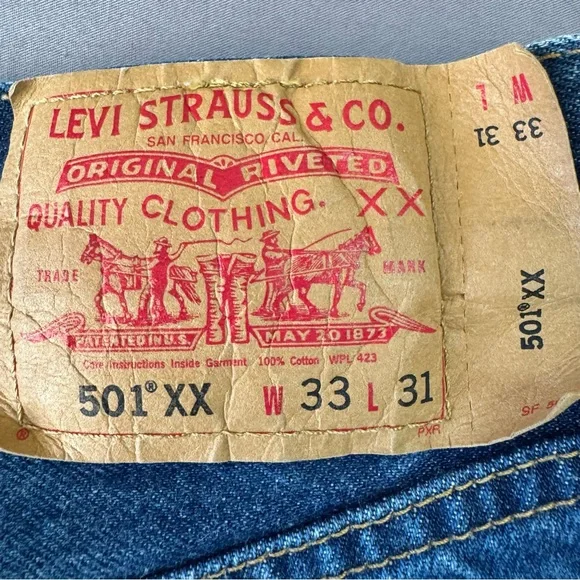 LEVI STRAUSS & CO.
SAN FRANCISCO, CAL.
ORIGINAL RIVETED
QUALITY CLOTHING. XX
TRADE MARK
PATENTED IN U.S. MAY 20 1873
Care Instructions Inside Garment 100% Cotton WPL 423
501® XX W 33 L 31
®
PXR
W L
33 31
501® XX
SF